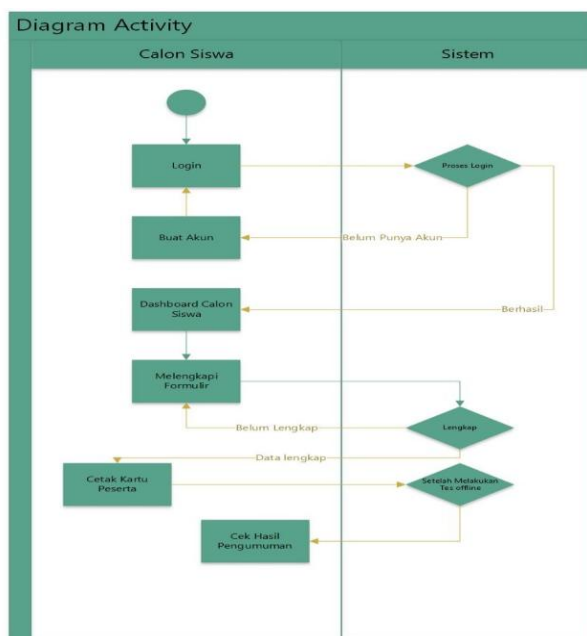 Diagram Activity
Calon Siswa
Sistem
Login
Proses Login
Buat Akun
Belum Punya Akun
Dashboard Calon
Siswa
Berhasil
Melengkapi
Formulir
Lengkap
Belum Lengkap
Data lengkap
Cetak Kartu
Peserta
Setelah Melakukan
Tes offline
Cek Hasil
Pengumuman